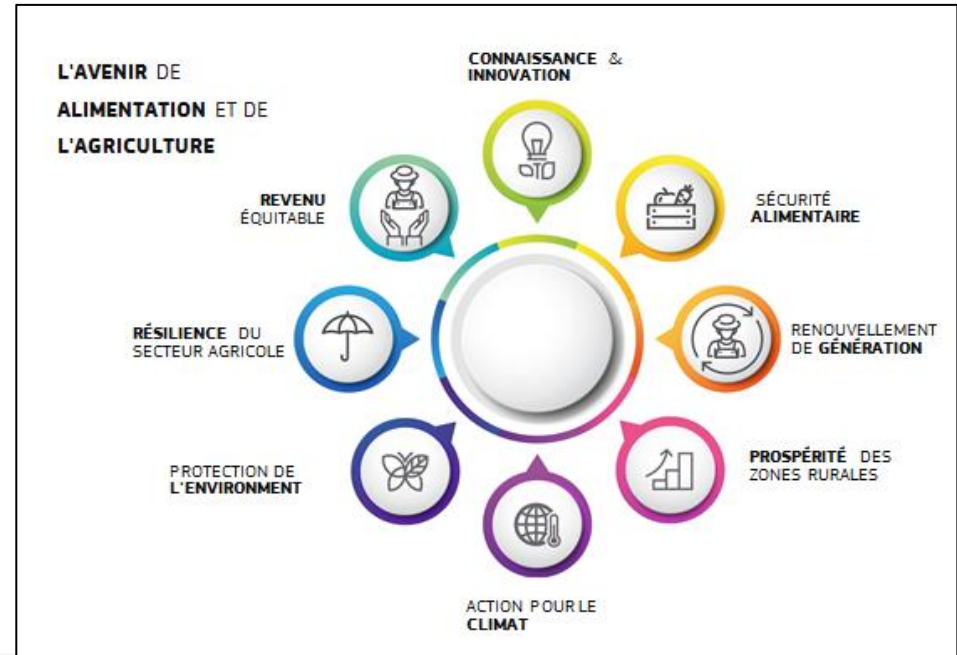 L'AVENIR DE
ALIMENTATION ET DE
L'AGRICULTURE
CONNAISSANCE &
INNOVATION
SÉCURITÉ
ALIMENTAIRE
RENOUVELLEMENT
DE GÉNÉRATION
PROSPÉRITÉ DES
ZONES RURALES
ACTION POUR LE
CLIMAT
PROTECTION DE
L'ENVIRONMENT
RÉSILIENCE DU
SECTEUR AGRICOLE
REVENU
ÉQUITABLE